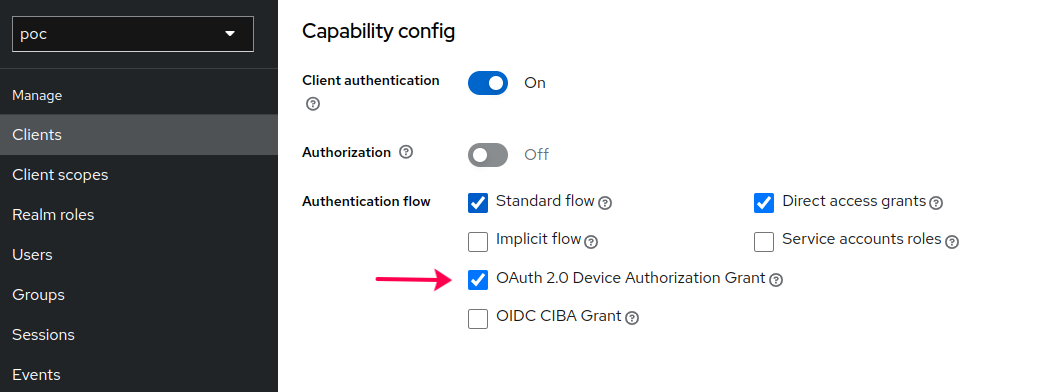 poc
Manage
Clients
Client scopes
Realm roles
Users
Groups
Sessions
Events
Capability config
Client authentication
On
Authorization
Off
Authentication flow
Standard flow
Direct access grants
Implicit flow
Service accounts roles
OAuth 2.0 Device Authorization Grant
OIDC CIBA Grant